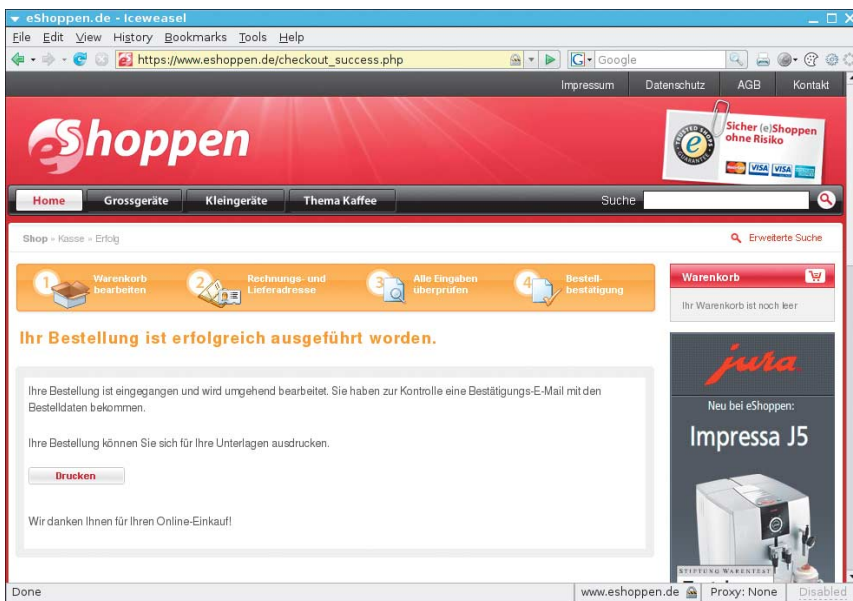 eShoppen.de - Iceweasel
File Edit View History Bookmarks Tools Help
https://www.eshoppen.de/checkout_success.php
G Google
Impressum Datenschutz AGB Kontakt
eShoppen
TRUSTED SHOPS GUARANTEE
Sicher (e)Shoppen
ohne Risiko
VISA VISA
Home Grossgeräte Kleingeräte Thema Kaffee Suche
Shop » Kasse » Erfolg
Erweiterte Suche
1 Warenkorb
bearbeiten
2 Rechnungs- und
Lieferadresse
3 Alle Eingaben
überprüfen
4 Bestell-
bestätigung
Warenkorb
Ihr Warenkorb ist noch leer
Ihr Bestellung ist erfolgreich ausgeführt worden.
Ihre Bestellung ist eingegangen und wird umgehend bearbeitet. Sie haben zur Kontrolle eine Bestätigungs-E-Mail mit den
Bestelldaten bekommen.
Ihre Bestellung können Sie sich für Ihre Unterlagen ausdrucken.
Drucken
Wir danken Ihnen für Ihren Online-Einkauf!
jura
Neu bei eShoppen:
Impressa J5
STIFTUNG WARENTEST
Done
www.eshoppen.de Proxy: None Disabled